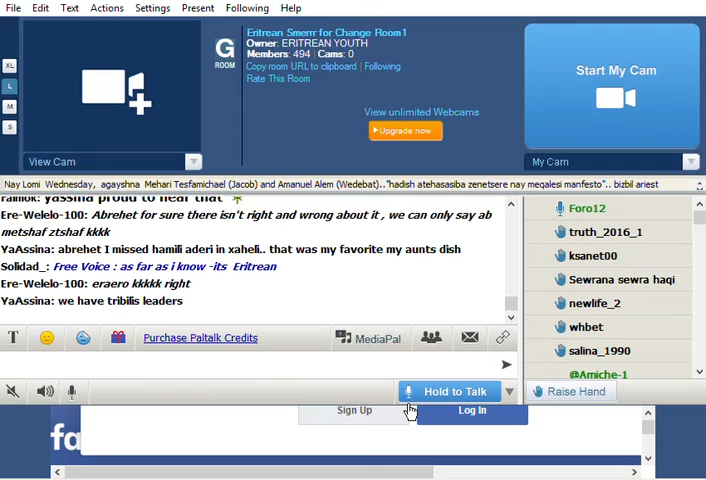 File Edit Text Actions Settings Present Following Help
XL
L
M
S
View Cam
G
ROOM
Eritrean Smerrr for Change Room1
Owner: ERITREAN YOUTH
Members: 494 Cams: 0
Copy room URL to clipboard | Following
Rate This Room
View unlimited Webcams
Upgrade now
Start My Cam
My Cam
Nay Lomi Wednesday, agayshna Mehari Tesfamichael (Jacob) and Amanuel Alem (Wedebat).."hadish atehasasiba zenetsere nay meqalesi manfesto".. bizbil ariest
yassina proud to hear that
Ere-Welelo-100: Abrehet for sure there isn't right and wrong about it , we can only say ab metshaf ztshaf kkkk
YaAssina: abrehet I missed hamili aderi in xaheli.. that was my favorite my aunts dish
Solidad_: Free Voice : as far as i know -its Eritrean
Ere-Welelo-100: eraero kkkkk right
YaAssina: we have tribilis leaders
Foro12
truth_2016_1
ksanet00
Sewrana sewra haqi
newlife_2
whbet
salina_1990
@Amiche-1
T
Purchase Paltalk Credits
MediaPal
Hold to Talk
Raise Hand
fa
Sign Up
Log In